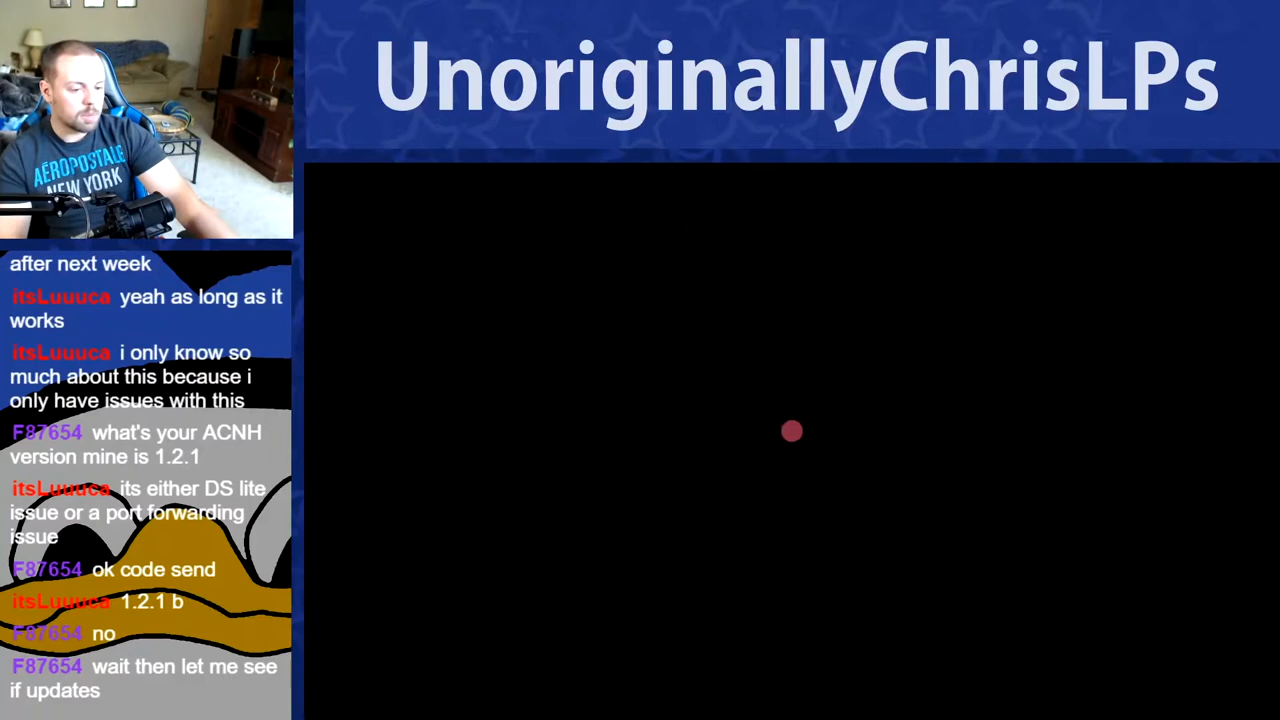 UnoriginallyChrisLPs
AÉROPOSTALE
NEW YORK
after next week
itsLuuuca yeah as long as it
works
itsLuuuca i only know so
much about this because i
only have issues with this
F87654 what's your ACNH
version mine is 1.2.1
itsLuuuca its either DS lite
issue or a port forwarding
issue
F87654 ok code send
itsLuuuca 1.2.1 b
F87654 no
F87654 wait then let me see
if updates